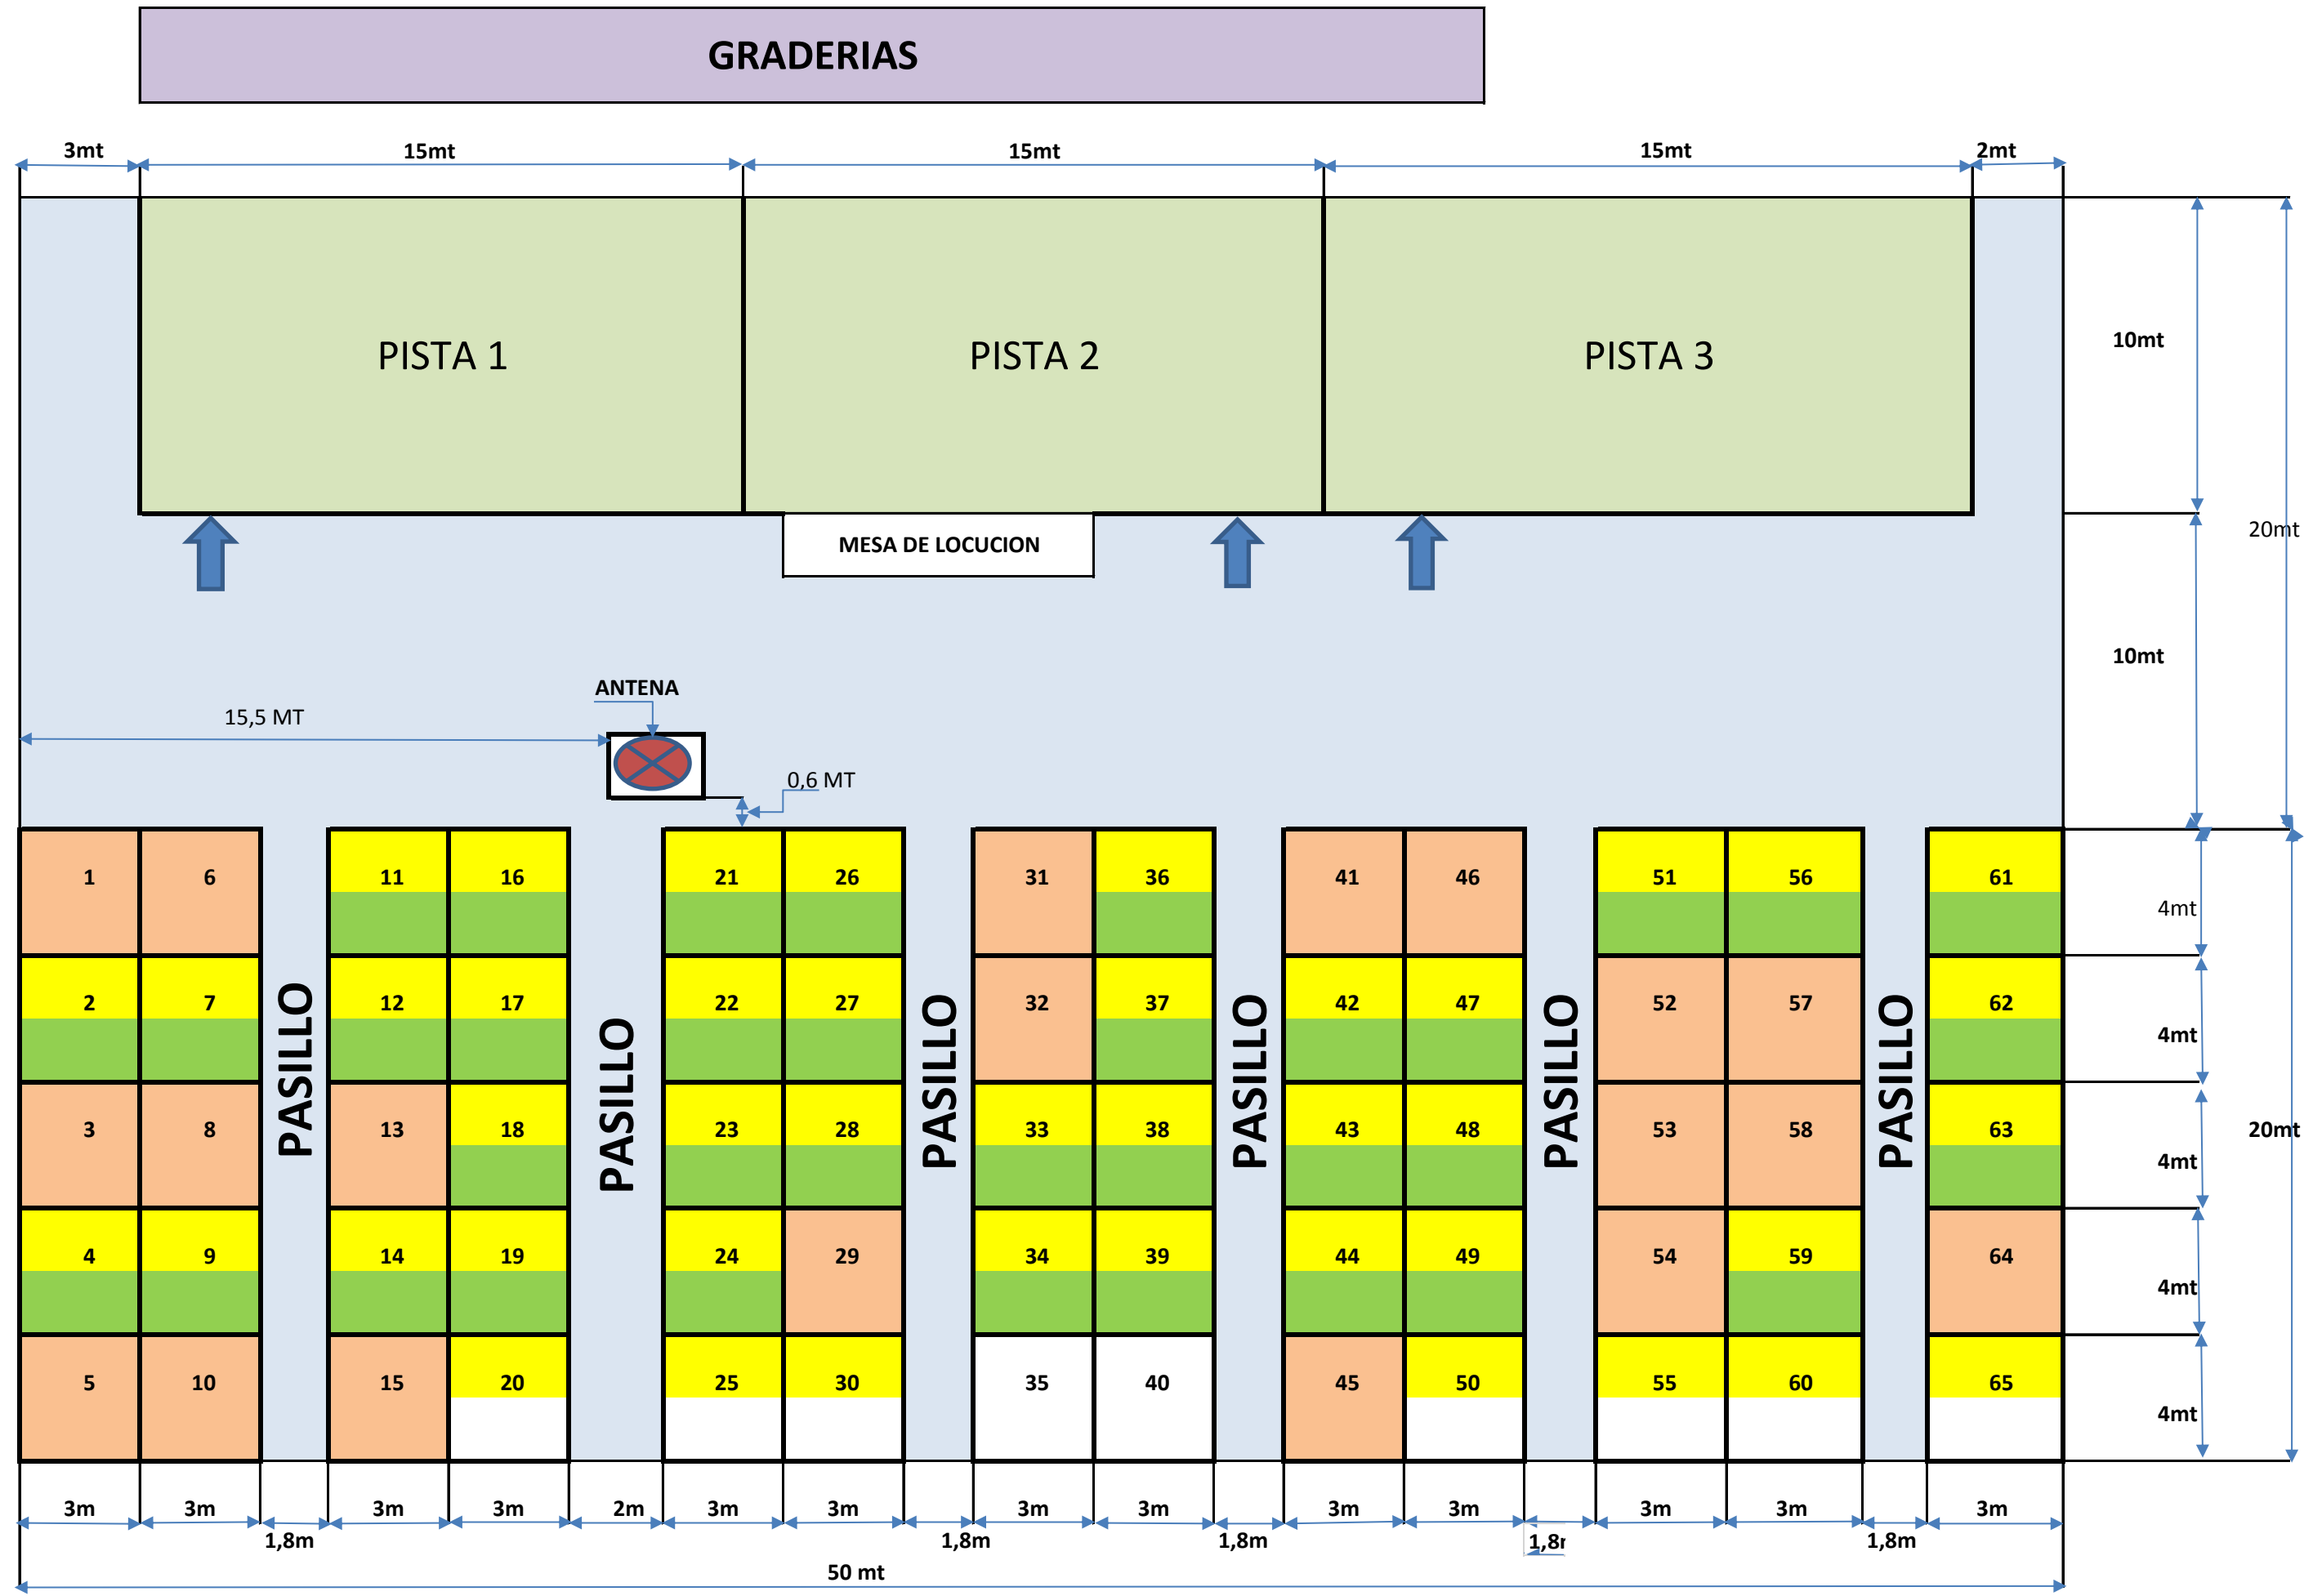 GRADERIAS
3mt 15mt 15mt 15mt 2mt
PISTA 1 PISTA 2 PISTA 3
10mt
20mt
MESA DE LOCUCION
10mt
ANTENA
15,5 MT
0,6 MT
1 6 11 16 21 26 31 36 41 46 51 56 61
4mt
2 7 12 17 22 27 32 37 42 47 52 57 62
4mt
PASILLO PASILLO PASILLO PASILLO PASILLO PASILLO
3 8 13 18 23 28 33 38 43 48 53 58 63
20mt
4mt
4 9 14 19 24 29 34 39 44 49 54 59 64
4mt
5 10 15 20 25 30 35 40 45 50 55 60 65
4mt
3m 3m 3m 3m 2m 3m 3m 3m 3m 3m 3m 3m 3m 3m
1,8m 1,8m 1,8m 1,8 1,8m
50 mt